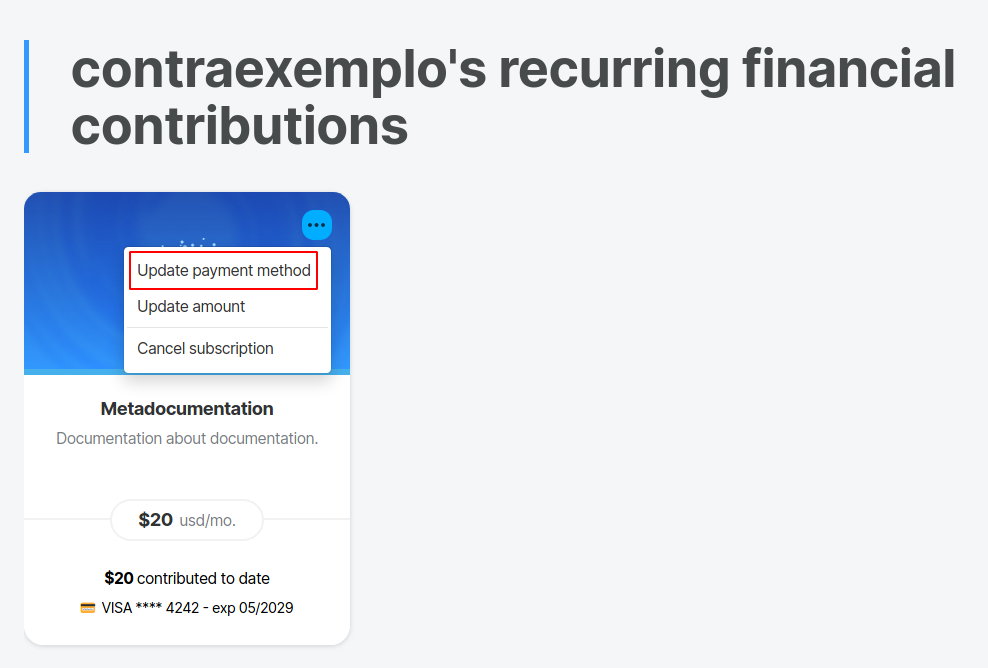 contraexemplo's recurring financial
contributions
Update payment method
Update amount
Cancel subscription
Metadocumentation
Documentation about documentation.
$20 usd/mo.
$20 contributed to date
VISA **** 4242 - exp 05/2029